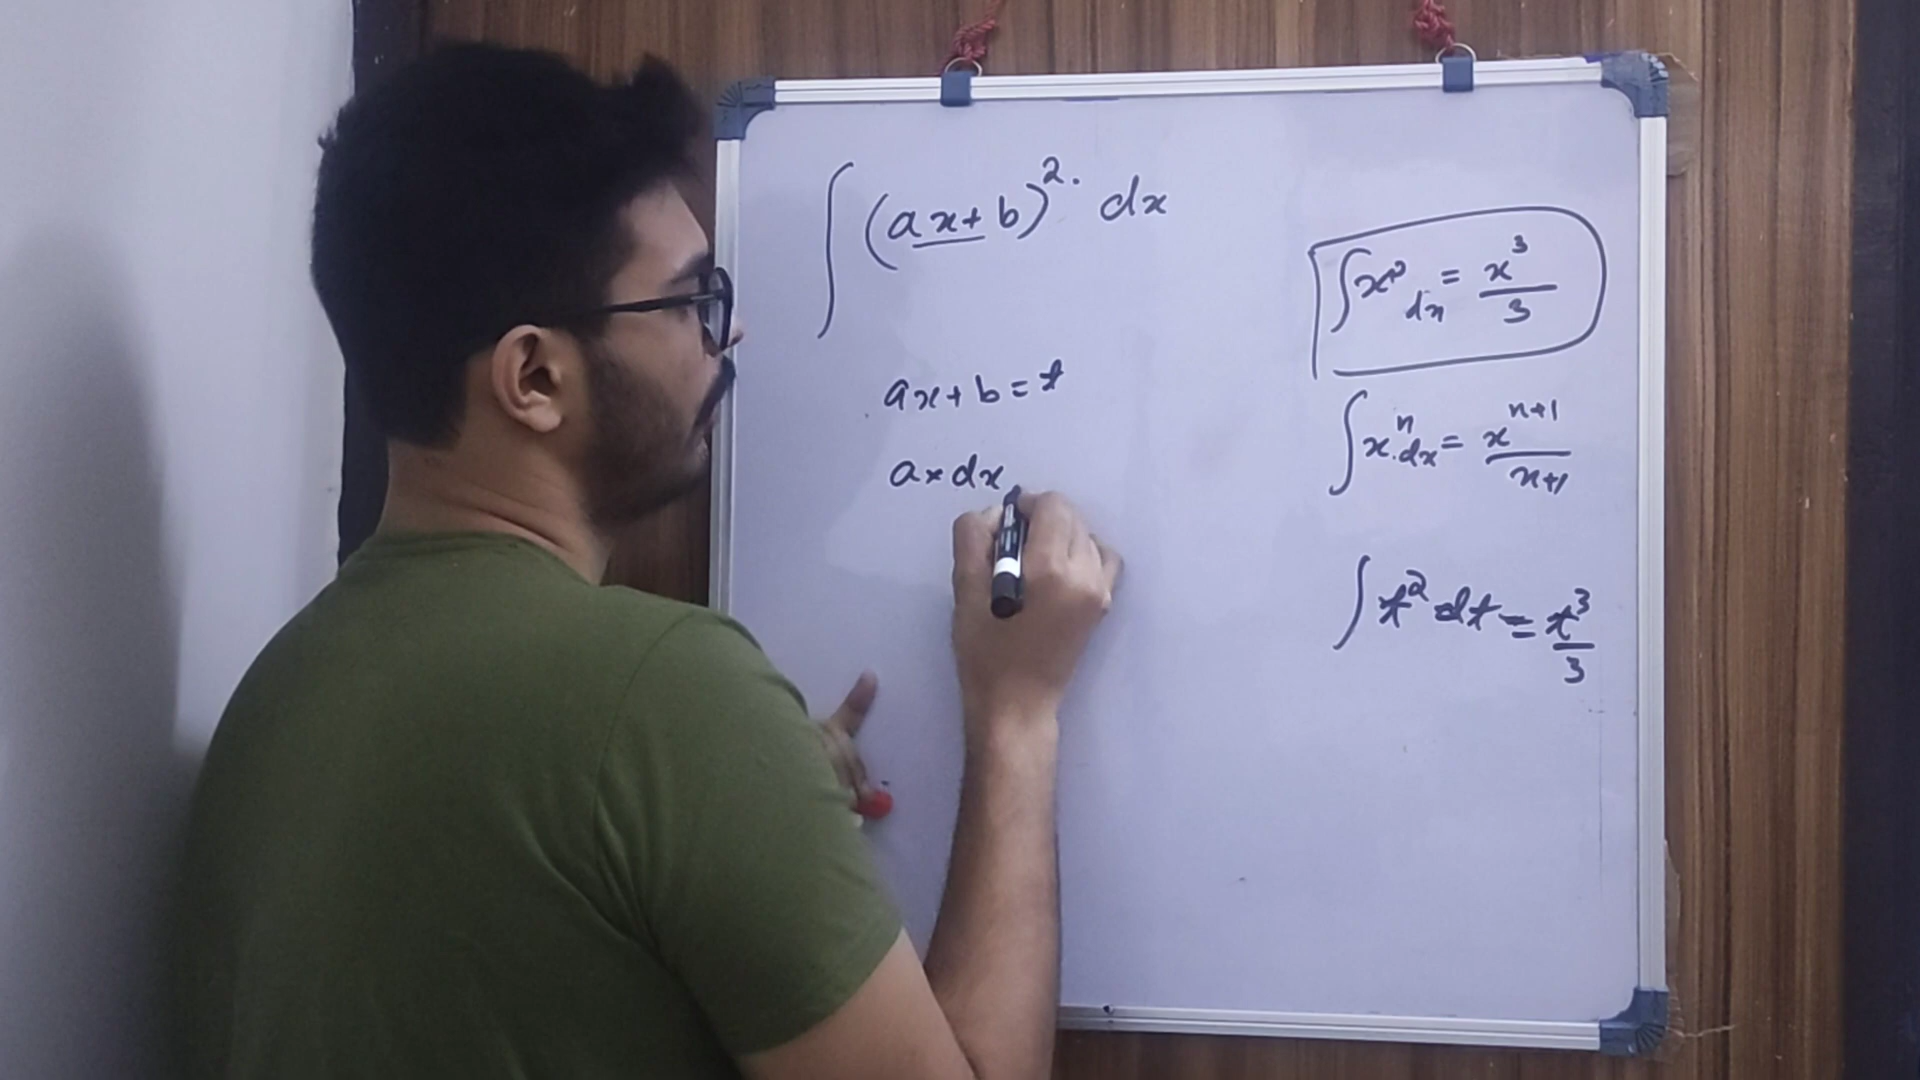 ∫(ax+b)². dx
ax+b=t
a×dx
∫x² dx = x³/3
∫xⁿ.dx = xⁿ⁺¹/n+1
∫t² dt = t³/3